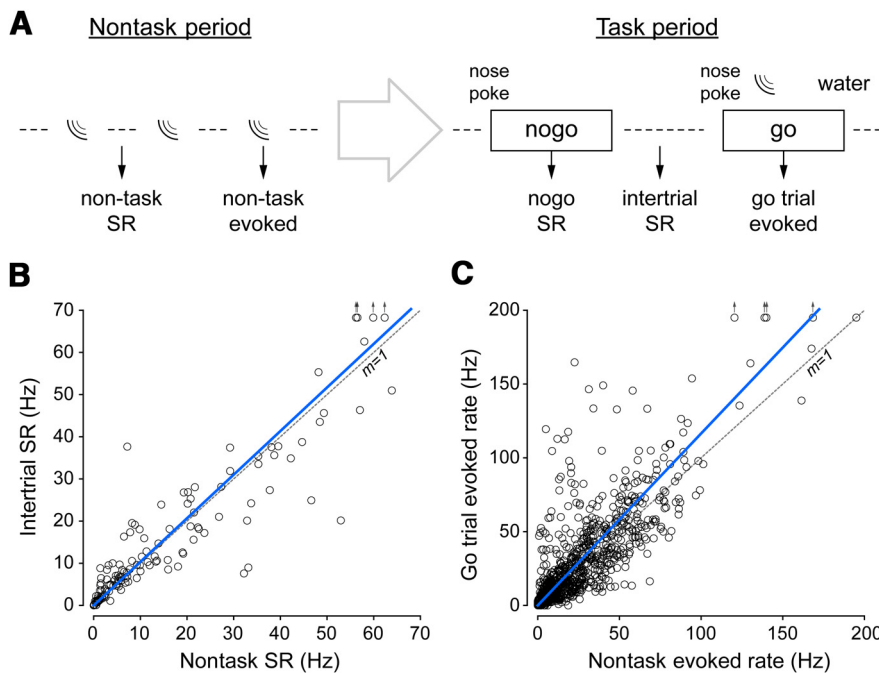 A
Nontask period
Task period
nose
poke
nose
poke
water
nogo
go
non-task
SR
non-task
evoked
nogo
SR
intertrial
SR
go trial
evoked
B
70
60
50
40
30
20
10
0
Intertrial SR (Hz)
m=1
0 10 20 30 40 50 60 70
Nontask SR (Hz)
C
200
150
100
50
0
Go trial evoked rate (Hz)
m=1
0 50 100 150 200
Nontask evoked rate (Hz)